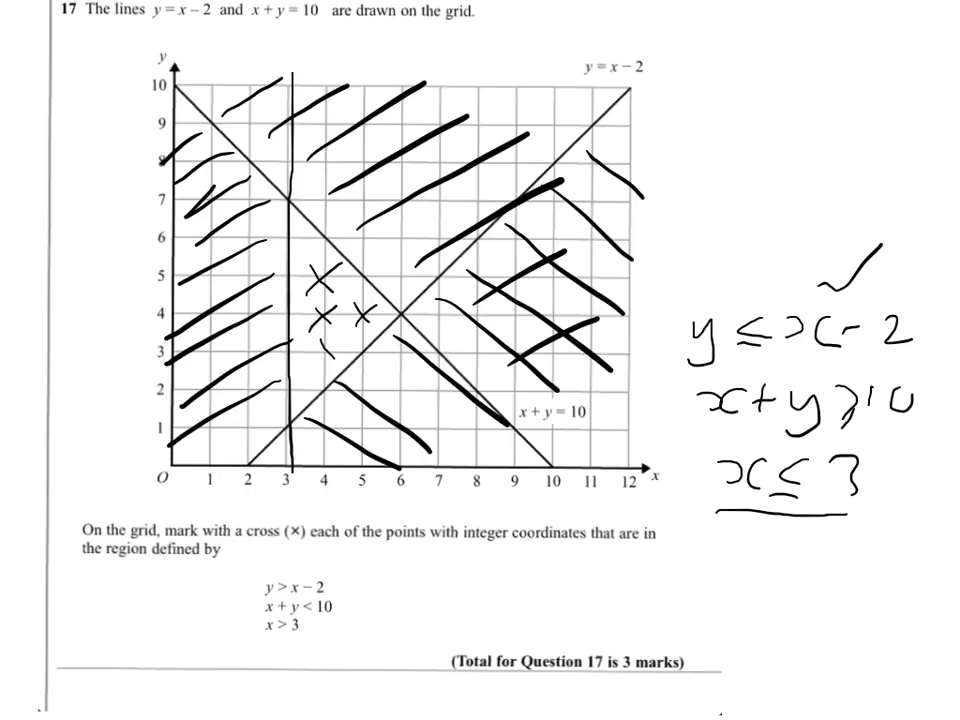 17 The lines y = x − 2 and x + y = 10 are drawn on the grid.
y
y = x − 2
10
9
8
7
6
5
4
3
2
1
x + y = 10
O 1 2 3 4 5 6 7 8 9 10 11 12 x
y ≤ x − 2
x + y ≥ 10
x ≤ 3
On the grid, mark with a cross (×) each of the points with integer coordinates that are in
the region defined by
y > x − 2
x + y < 10
x > 3
(Total for Question 17 is 3 marks)